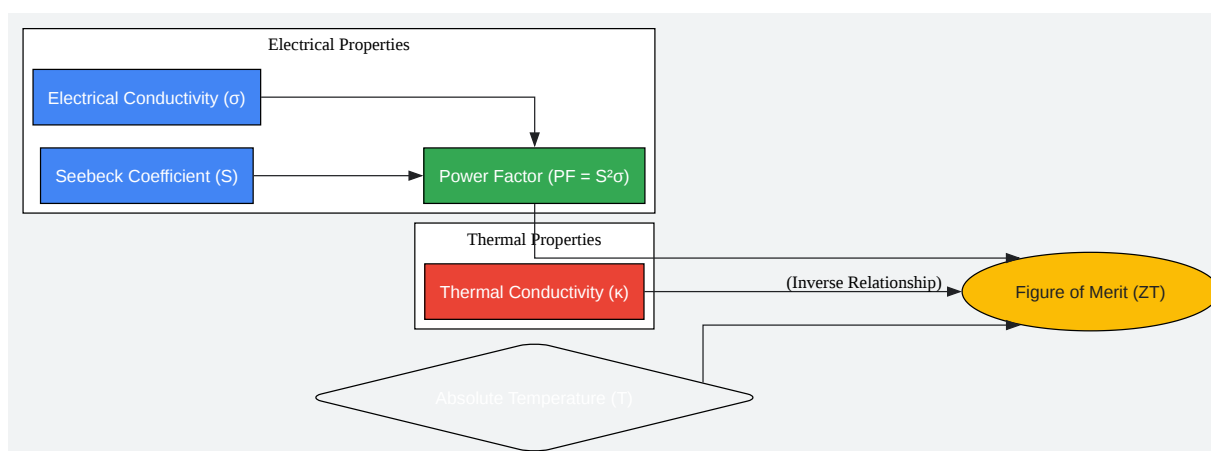 Electrical Properties
Electrical Conductivity (σ)
Seebeck Coefficient (S)
Power Factor (PF = S²σ)
Thermal Properties
Thermal Conductivity (κ)
(Inverse Relationship)
Figure of Merit (ZT)
Absolute Temperature (T)